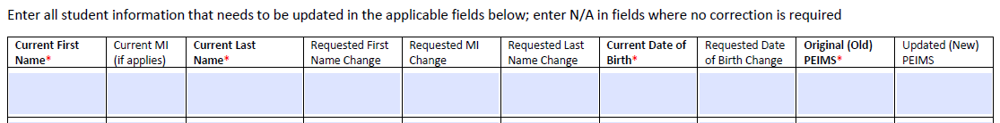 Enter all student information that needs to be updated in the applicable fields below; enter N/A in fields where no correction is required
Current First Name*
Current MI (if applies)
Current Last Name*
Requested First Name Change
Requested MI Change
Requested Last Name Change
Current Date of Birth*
Requested Date of Birth Change
Original (Old) PEIMS*
Updated (New) PEIMS